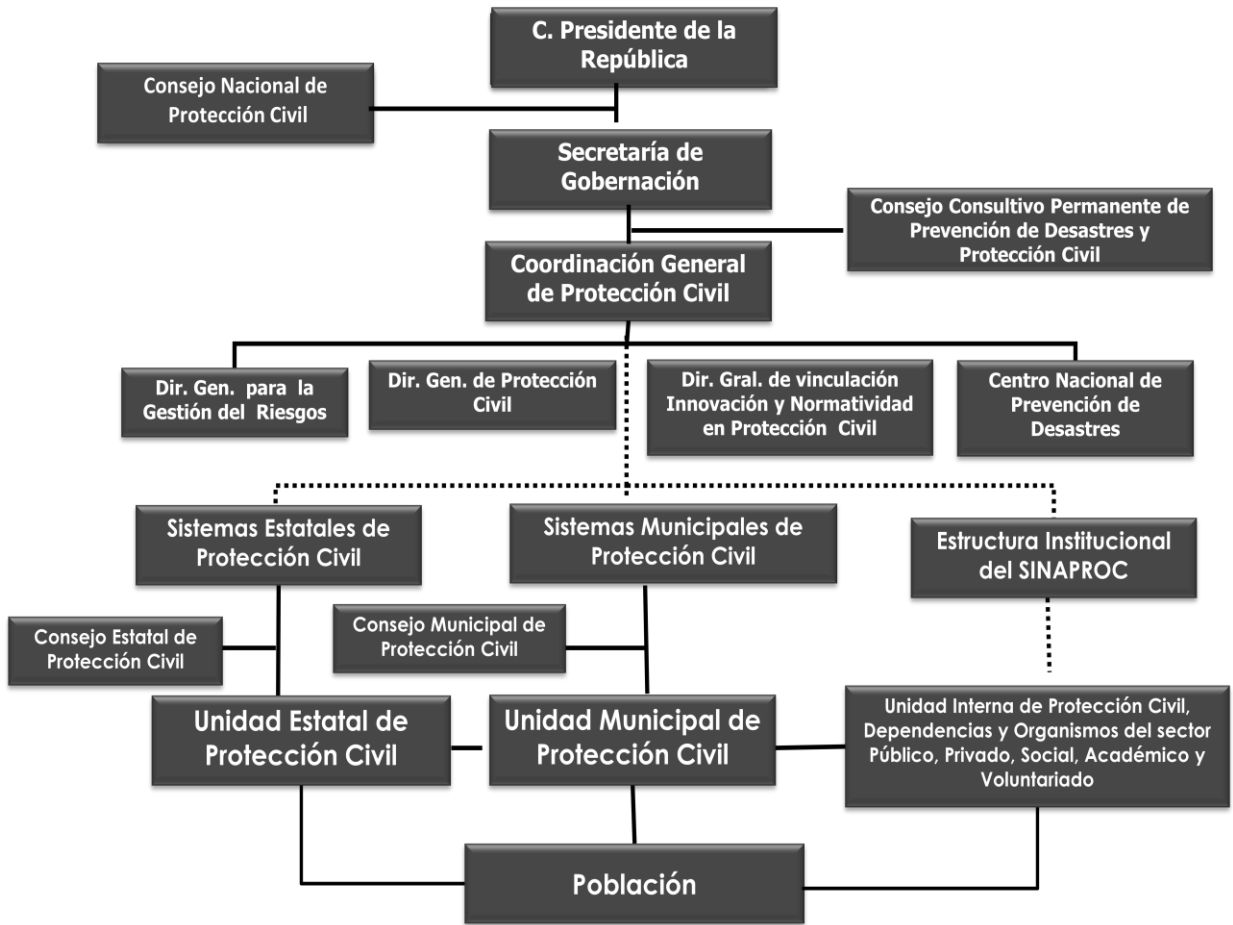 C. Presidente de la
República
Consejo Nacional de
Protección Civil
Secretaría de
Gobernación
Consejo Consultivo Permanente de
Prevención de Desastres y
Protección Civil
Coordinación General
de Protección Civil
Dir. Gen. para la
Gestión del Riesgos
Dir. Gen. de Protección
Civil
Dir. Gral. de vinculación
Innovación y Normatividad
en Protección Civil
Centro Nacional de
Prevención de
Desastres
Sistemas Estatales de
Protección Civil
Sistemas Municipales de
Protección Civil
Estructura Institucional
del SINAPROC
Consejo Estatal de
Protección Civil
Consejo Municipal de
Protección Civil
Unidad Estatal de
Protección Civil
Unidad Municipal de
Protección Civil
Unidad Interna de Protección Civil,
Dependencias y Organismos del sector
Público, Privado, Social, Académico y
Voluntariado
Población